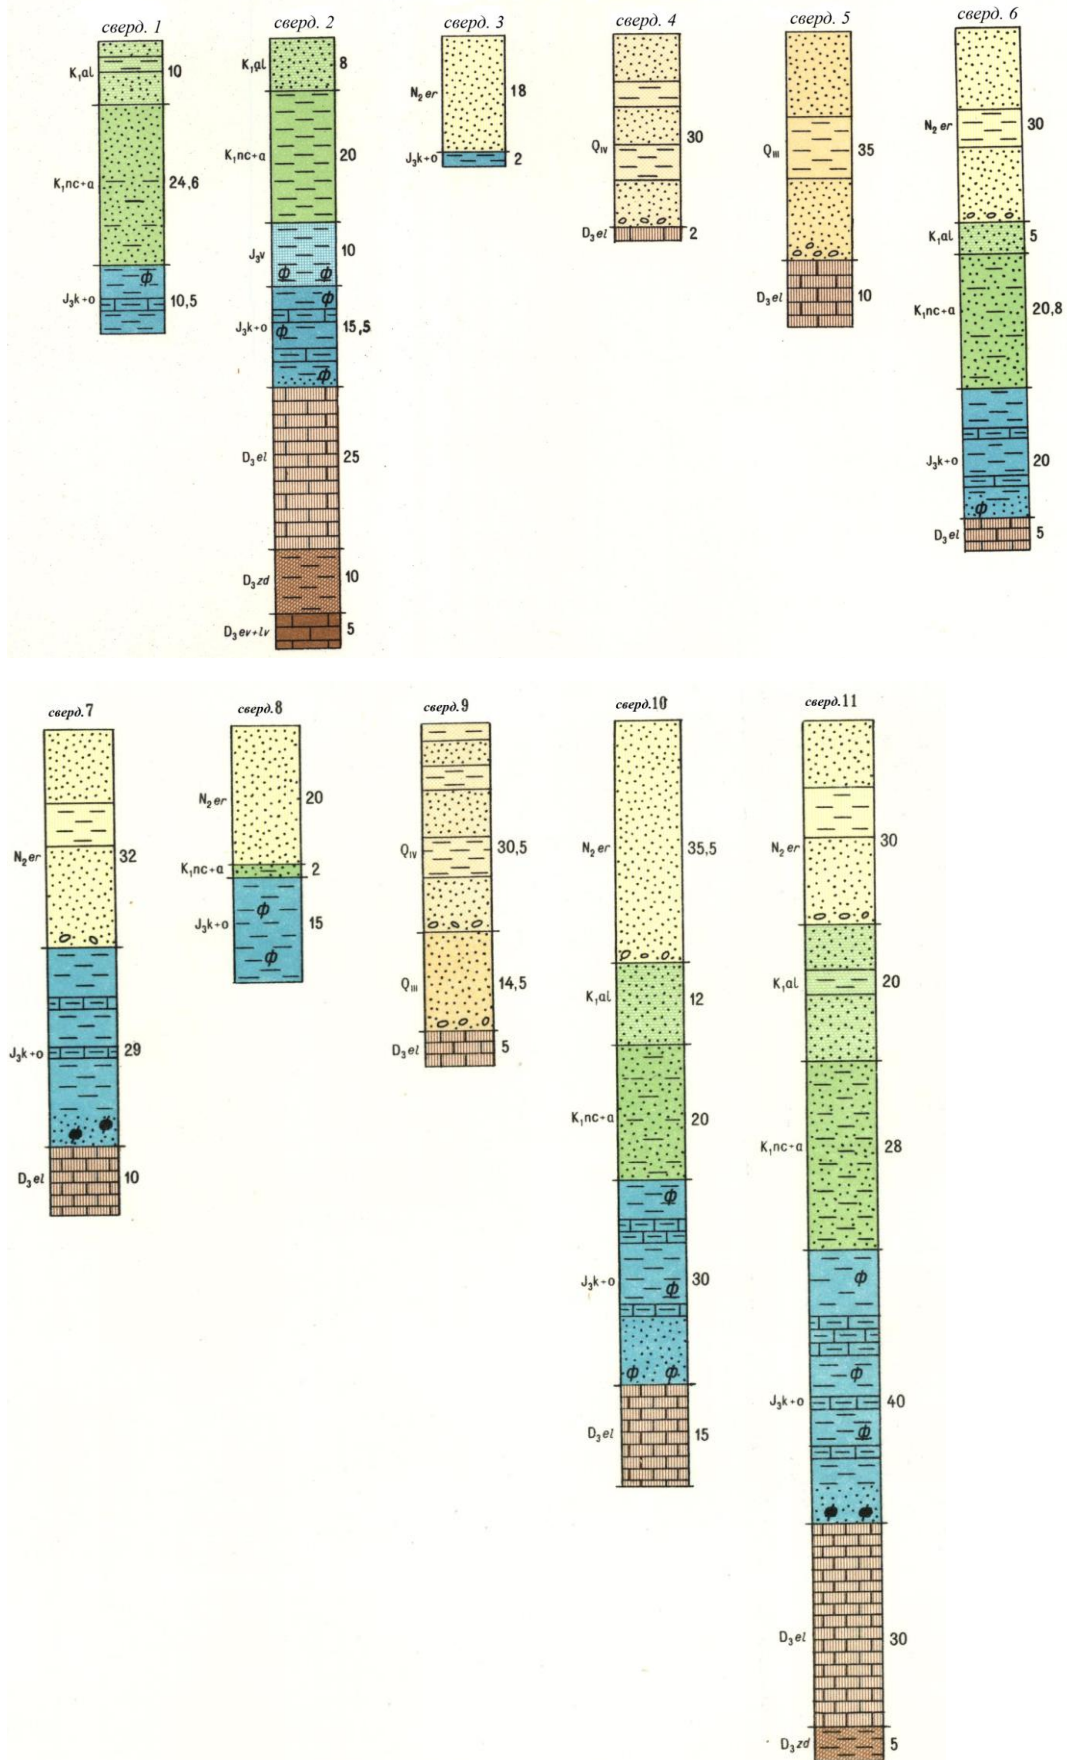 сверд. 1
K₁al 10
K₁nc+a 24,6
J₃k+o 10,5
сверд. 2
K₁al 8
K₁nc+a 20
J₃v 10
J₃k+o 15,5
D₃el 25
D₃zd 10
D₃ev+lv 5
сверд. 3
N₂er 18
J₃k+o 2
сверд. 4
Q_IV 30
D₃el 2
сверд. 5
Q_III 35
D₃el 10
сверд. 6
N₂er 30
K₁al 5
K₁nc+a 20,8
J₃k+o 20
D₃el 5
сверд.7
N₂er 32
J₃k+o 29
D₃el 10
сверд.8
N₂er 20
K₁nc+a 2
J₃k+o 15
сверд.9
Q_IV 30,5
Q_III 14,5
D₃el 5
сверд.10
N₂er 35,5
K₁al 12
K₁nc+a 20
J₃k+o 30
D₃el 15
сверд.11
N₂er 30
K₁al 20
K₁nc+a 28
J₃k+o 40
D₃el 30
D₃zd 5